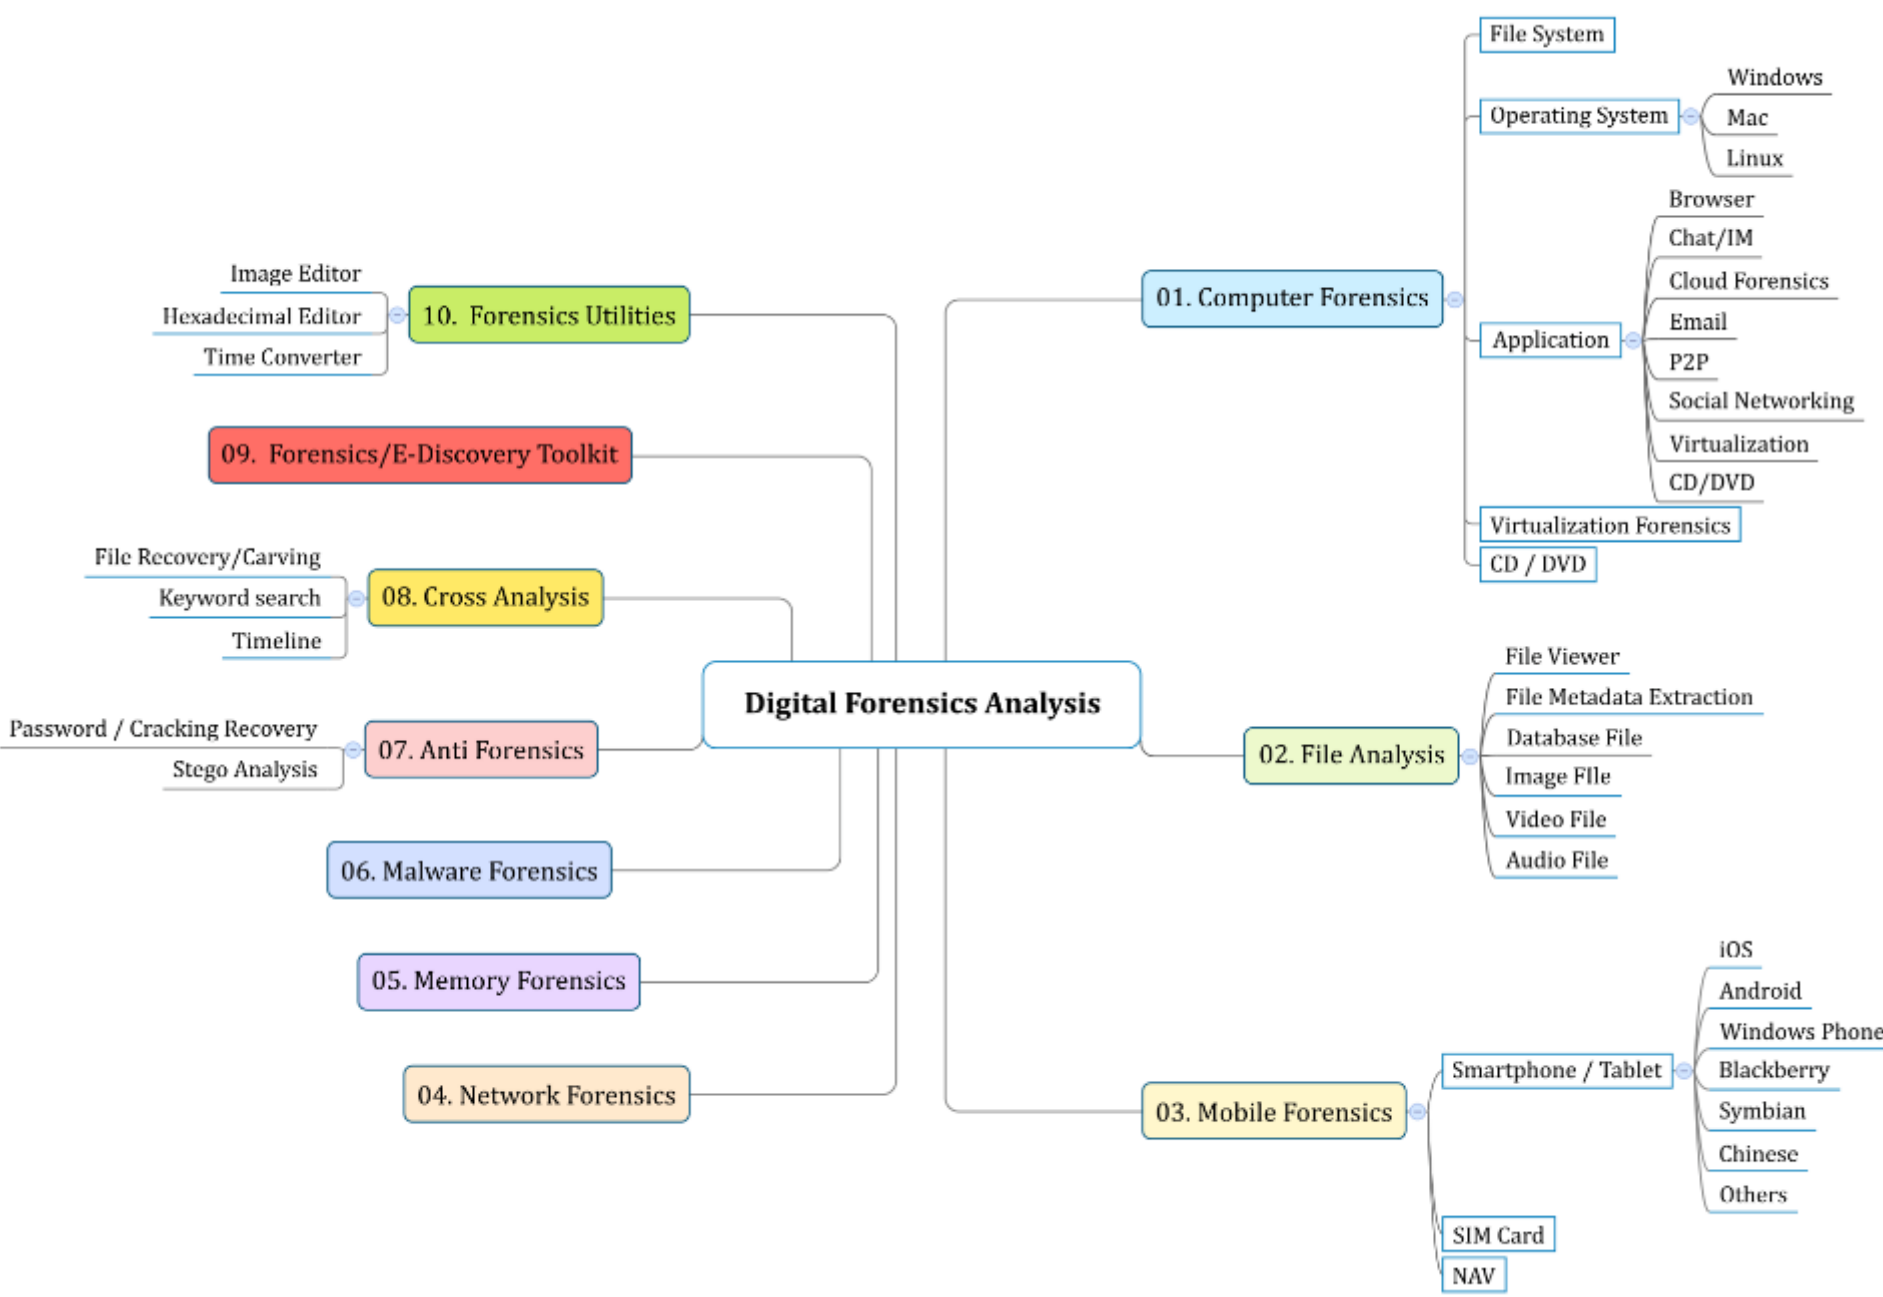 Digital Forensics Analysis
01. Computer Forensics
File System
Operating System
Windows
Mac
Linux
Application
Browser
Chat/IM
Cloud Forensics
Email
P2P
Social Networking
Virtualization
CD/DVD
Virtualization Forensics
CD / DVD
02. File Analysis
File Viewer
File Metadata Extraction
Database File
Image FIle
Video File
Audio File
03. Mobile Forensics
Smartphone / Tablet
iOS
Android
Windows Phone
Blackberry
Symbian
Chinese
Others
SIM Card
NAV
04. Network Forensics
05. Memory Forensics
06. Malware Forensics
07. Anti Forensics
Password / Cracking Recovery
Stego Analysis
08. Cross Analysis
File Recovery/Carving
Keyword search
Timeline
09. Forensics/E-Discovery Toolkit
10. Forensics Utilities
Image Editor
Hexadecimal Editor
Time Converter